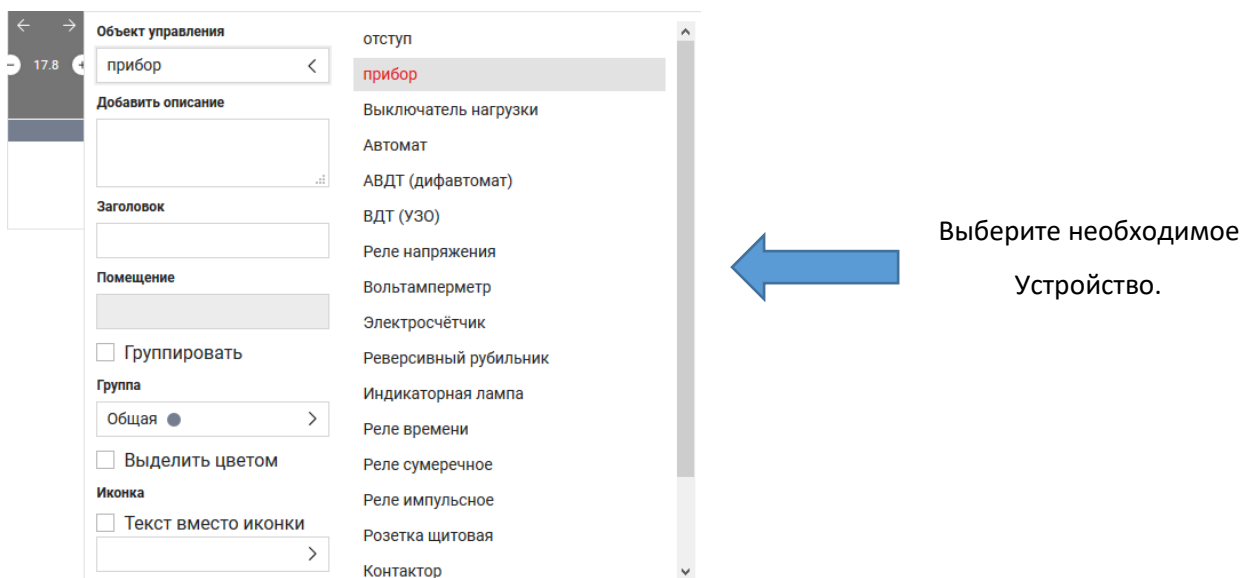 17.8
Объект управления
прибор
Добавить описание
Заголовок
Помещение
Группировать
Группа
Общая
Выделить цветом
Иконка
Текст вместо иконки
отступ
прибор
Выключатель нагрузки
Автомат
АВДТ (дифавтомат)
ВДТ (УЗО)
Реле напряжения
Вольтамперметр
Электросчётчик
Реверсивный рубильник
Индикаторная лампа
Реле времени
Реле сумеречное
Реле импульсное
Розетка щитовая
Контактор
Выберите необходимое
Устройство.